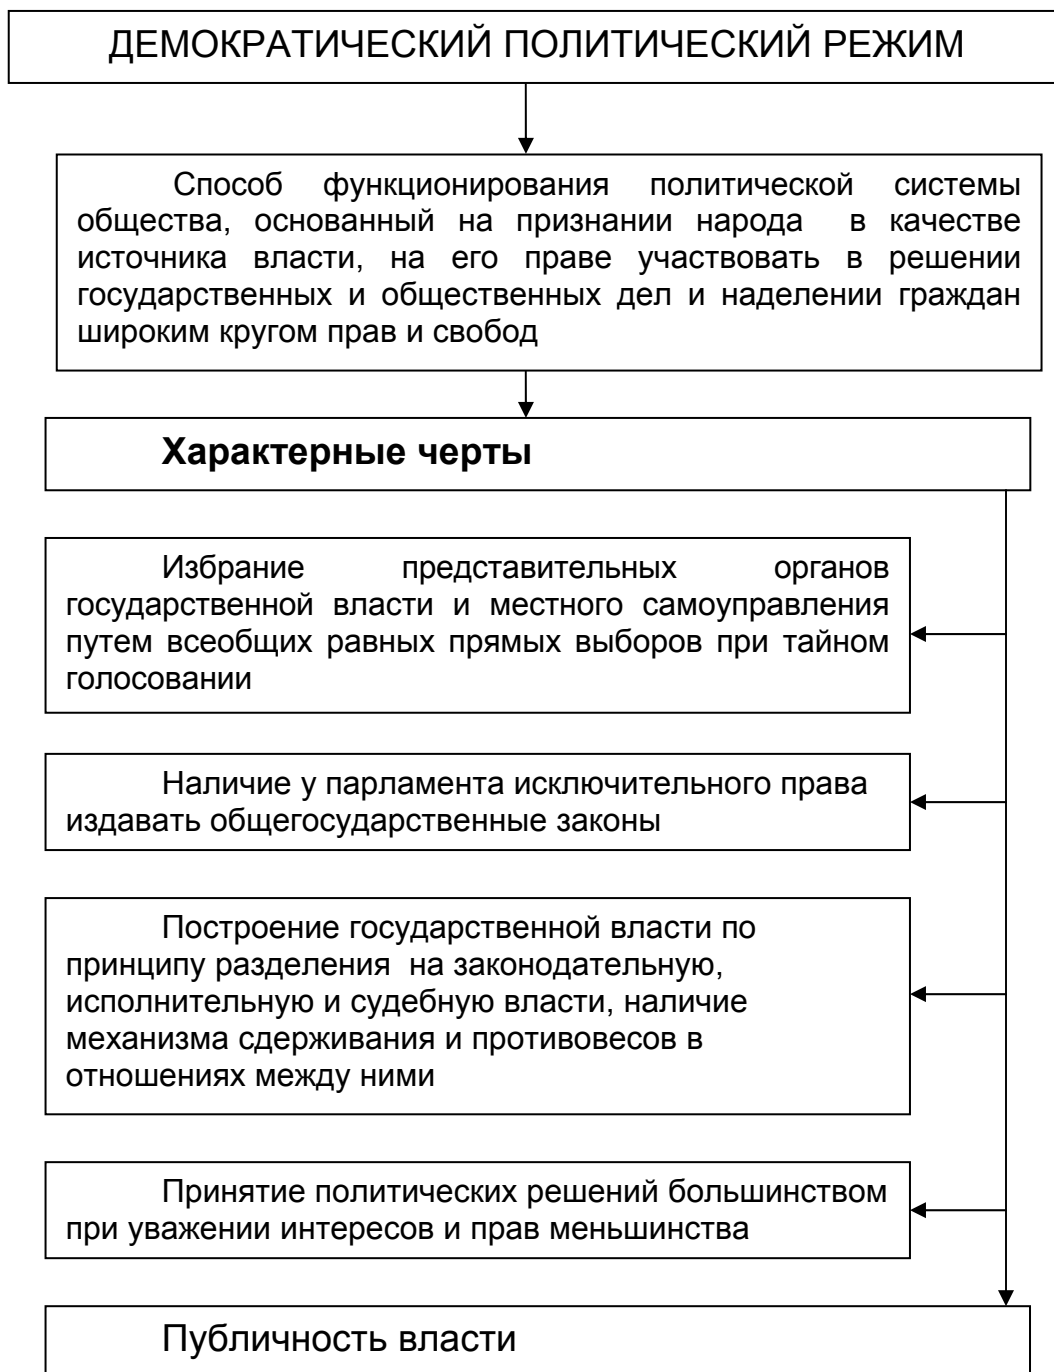 ДЕМОКРАТИЧЕСКИЙ ПОЛИТИЧЕСКИЙ РЕЖИМ
Способ функционирования политической системы
общества, основанный на признании народа в качестве
источника власти, на его праве участвовать в решении
государственных и общественных дел и наделении граждан
широким кругом прав и свобод
Характерные черты
Избрание представительных органов
государственной власти и местного самоуправления
путем всеобщих равных прямых выборов при тайном
голосовании
Наличие у парламента исключительного права
издавать общегосударственные законы
Построение государственной власти по
принципу разделения на законодательную,
исполнительную и судебную власти, наличие
механизма сдерживания и противовесов в
отношениях между ними
Принятие политических решений большинством
при уважении интересов и прав меньшинства
Публичность власти